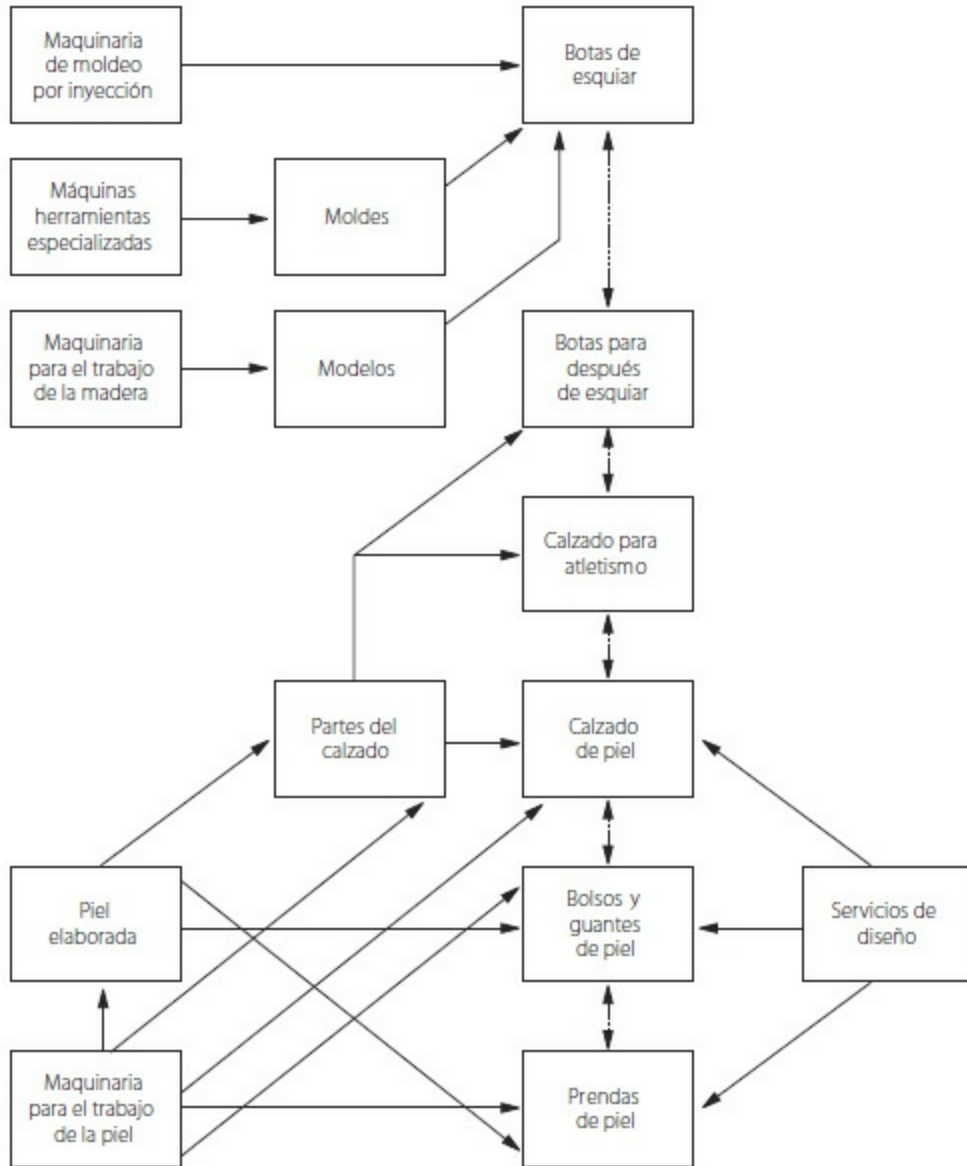 Maquinaria
de moldeo
por inyección
Botas de
esquiar
Máquinas
herramientas
especializadas
Moldes
Maquinaria
para el trabajo
de la madera
Modelos
Botas para
después
de esquiar
Calzado para
atletismo
Partes del
calzado
Calzado
de piel
Piel
elaborada
Bolsos y
guantes
de piel
Servicios de
diseño
Maquinaria
para el trabajo
de la piel
Prendas
de piel